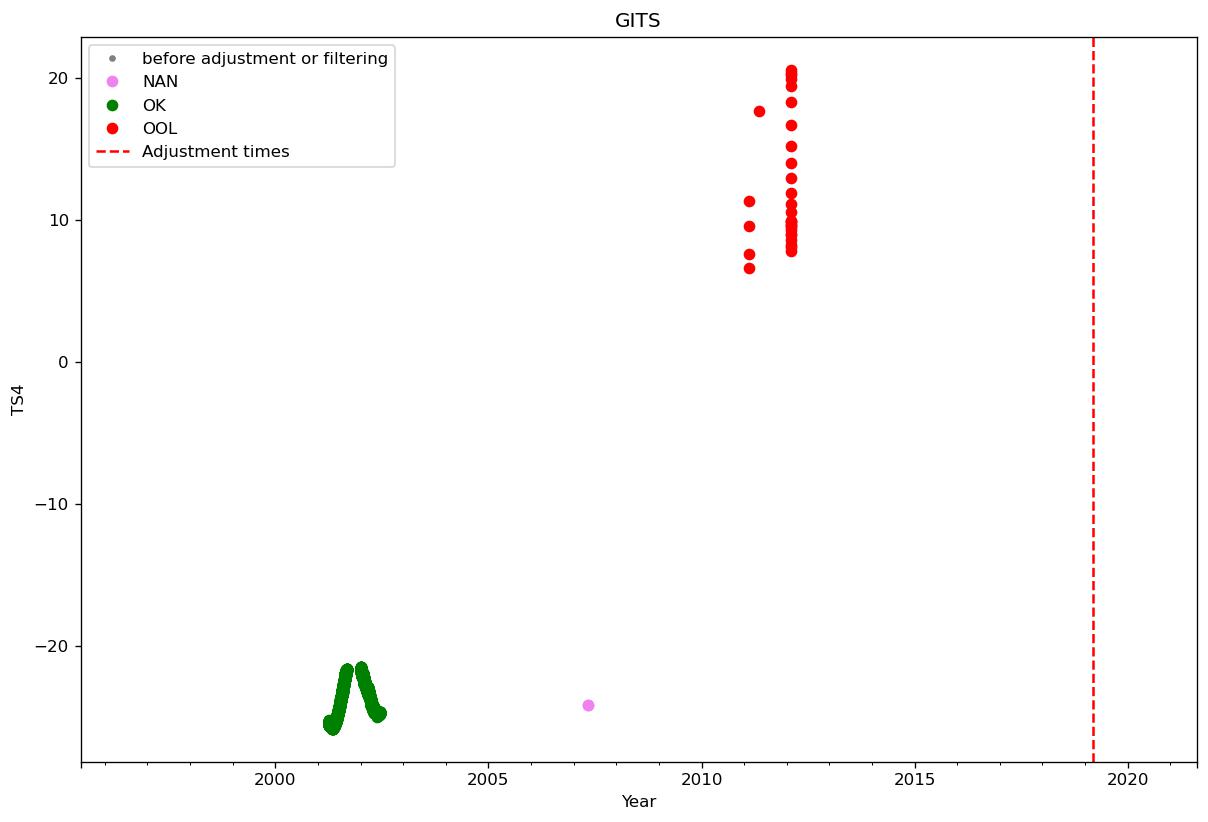 GITS
before adjustment or filtering
NAN
OK
OOL
Adjustment times
20
10
0
−10
−20
TS4
2000
2005
2010
2015
2020
Year